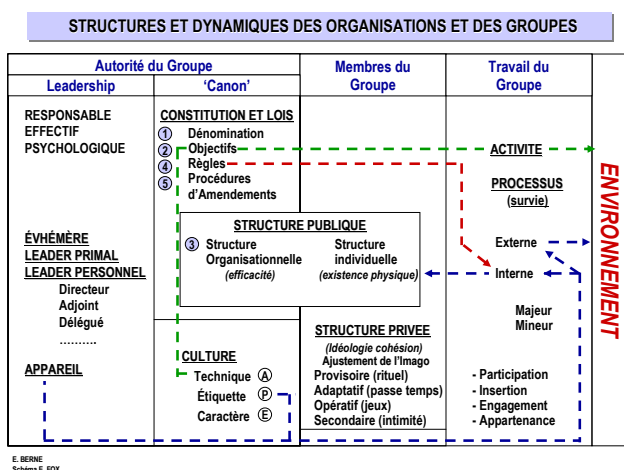 STRUCTURES ET DYNAMIQUES DES ORGANISATIONS ET DES GROUPES
Autorité du Groupe
Leadership
‘Canon’
Membres du
Groupe
Travail du
Groupe
RESPONSABLE
EFFECTIF
PSYCHOLOGIQUE
ÉVHÉMÈRE
LEADER PRIMAL
LEADER PERSONNEL
Directeur
Adjoint
Délégué
……….
APPAREIL
CONSTITUTION ET LOIS
1 Dénomination
2 Objectifs
4 Règles
5 Procédures
d’Amendements
STRUCTURE PUBLIQUE
3 Structure
Organisationnelle
(efficacité)
Structure
individuelle
(existence physique)
CULTURE
Technique A
Étiquette P
Caractère E
STRUCTURE PRIVEE
(Idéologie cohésion)
Ajustement de l’Imago
Provisoire (rituel)
Adaptatif (passe temps)
Opératif (jeux)
Secondaire (intimité)
ACTIVITE
PROCESSUS
(survie)
Externe
Interne
Majeur
Mineur
- Participation
- Insertion
- Engagement
- Appartenance
ENVIRONNEMENT
E. BERNE
Schéma E. FOX